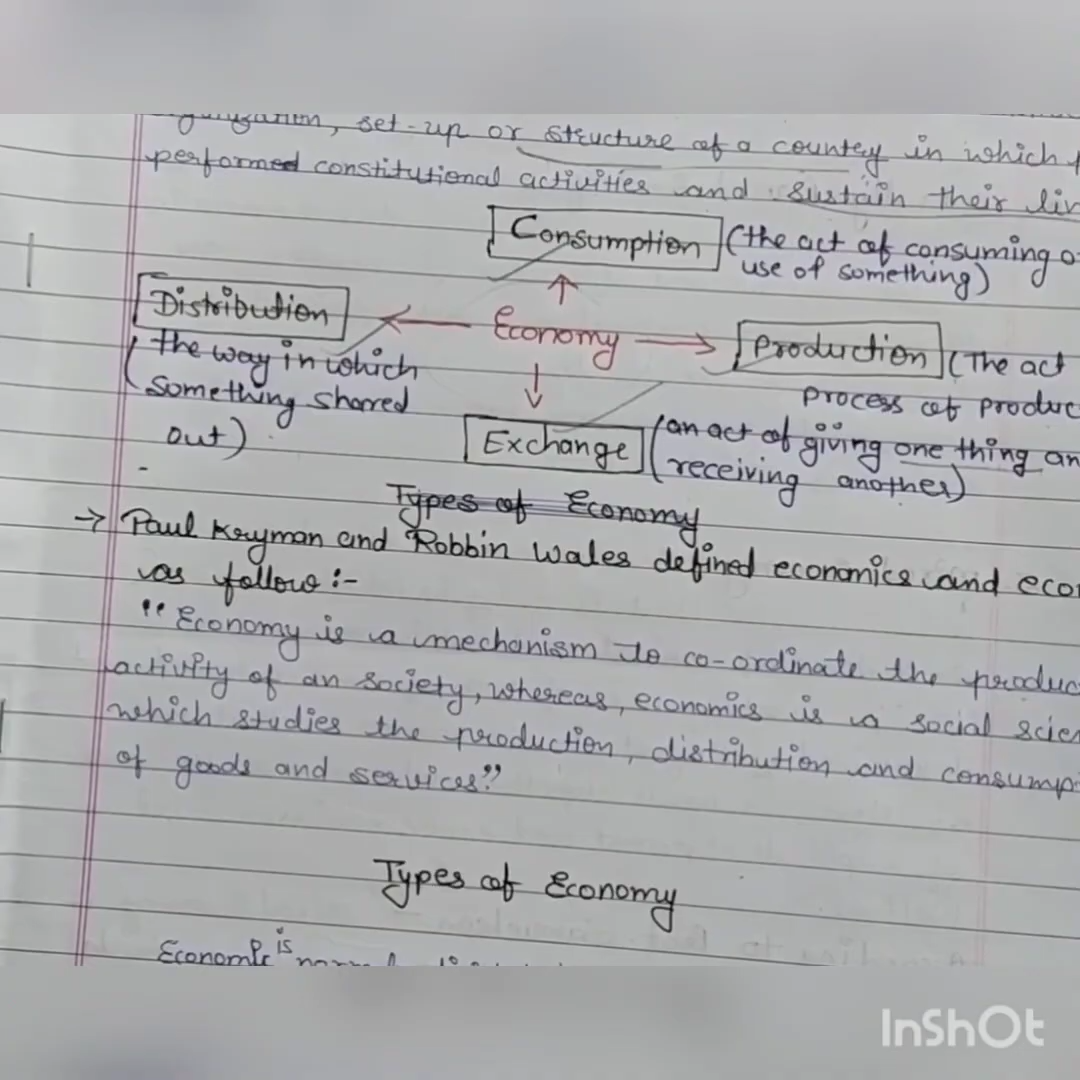 set-up or structure of a country in which
performed constitutional activities and sustain their
Consumption (the act of consuming
use of something)
Distribution Economy Production (The act
(the way in which
something sharred
out)
process of produc
Exchange (an act of giving one thing an
receiving another)
Types of Economy
→ Paul Kryman and Robbin wales defined economics and eco
as follow :-
"Economy is a mechanism to co-ordinate the produc
activity of an society, whereas, economics is a social scie
which studies the production, distribution and consump
of goods and services"
Types of Economy
is
InShOt